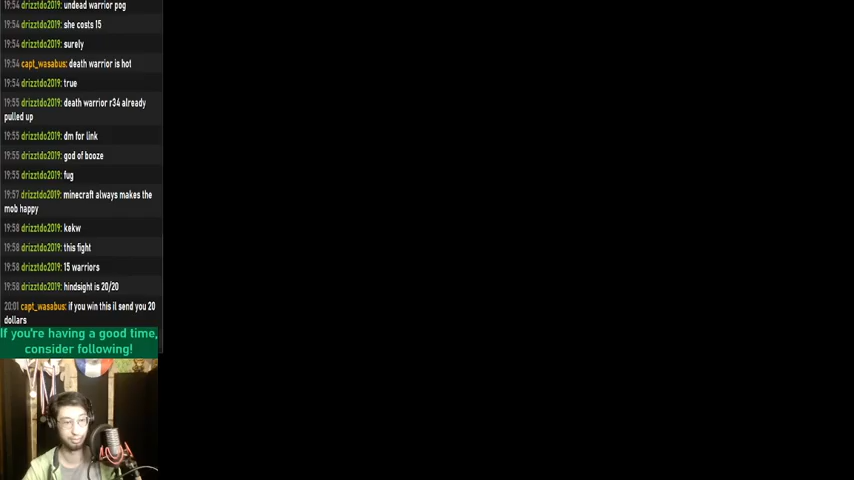 19:54 drizztdo2019: undead warrior pog
19:54 drizztdo2019: she costs 15
19:54 drizztdo2019: surely
19:54 capt_wasabus: death warrior is hot
19:54 drizztdo2019: true
19:55 drizztdo2019: death warrior r34 already
pulled up
19:55 drizztdo2019: dm for link
19:55 drizztdo2019: god of booze
19:55 drizztdo2019: fug
19:57 drizztdo2019: minecraft always makes the
mob happy
19:58 drizztdo2019: kekw
19:58 drizztdo2019: this fight
19:58 drizztdo2019: 15 warriors
19:58 drizztdo2019: hindsight is 20/20
20:01 capt_wasabus: if you win this il send you 20
dollars
If you're having a good time,
consider following!